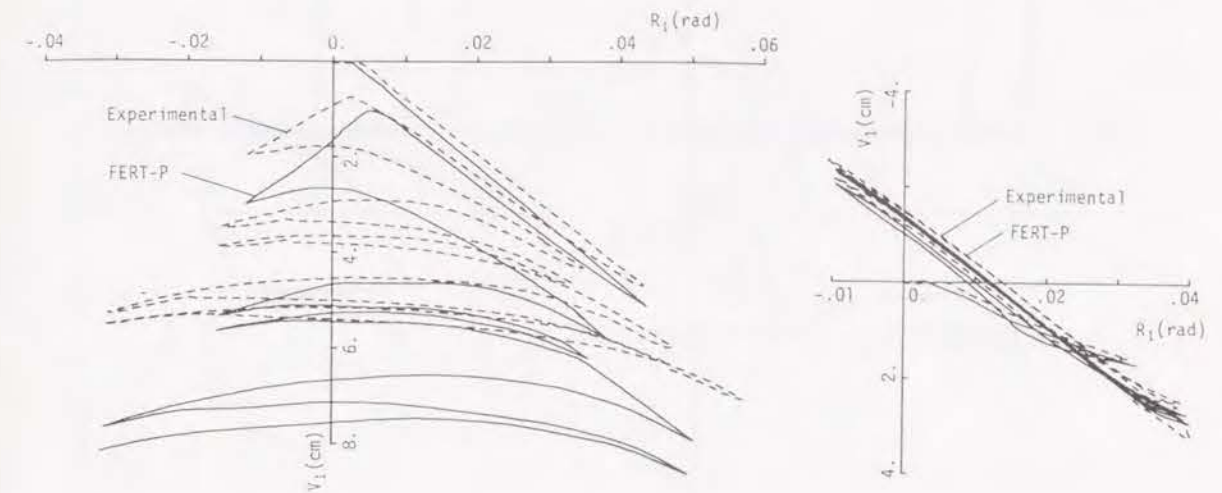 R₁(rad)
-.04
-.02
0.
.02
.04
.06
Experimental
FERT-P
2.
4.
6.
8.
V₁(cm)
-4.
V₁(cm)
Experimental
FERT-P
-.01
0.
.02
.04
R₁(rad)
2.
4.